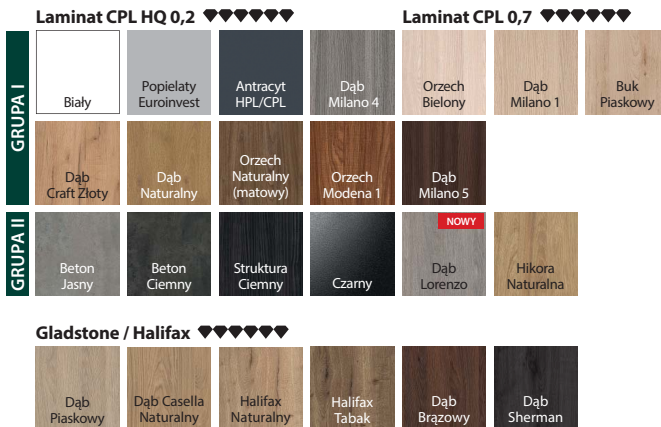 Laminat CPL HQ 0,2
Laminat CPL 0,7
GRUPA I
Biały
Popielaty
Euroinvest
Antracyt
HPL/CPL
Dąb
Milano 4
Orzech
Bielony
Dąb
Milano 1
Buk
Piaskowy
Dąb
Craft Złoty
Dąb
Naturalny
Orzech
Naturalny
(matowy)
Orzech
Modena 1
Dąb
Milano 5
GRUPA II
Beton
Jasny
Beton
Ciemny
Struktura
Ciemny
Czarny
NOWY
Dąb
Lorenzo
Hikora
Naturalna
Gladstone / Halifax
Dąb
Piaskowy
Dąb Casella
Naturalny
Halifax
Naturalny
Halifax
Tabak
Dąb
Brązowy
Dąb
Sherman